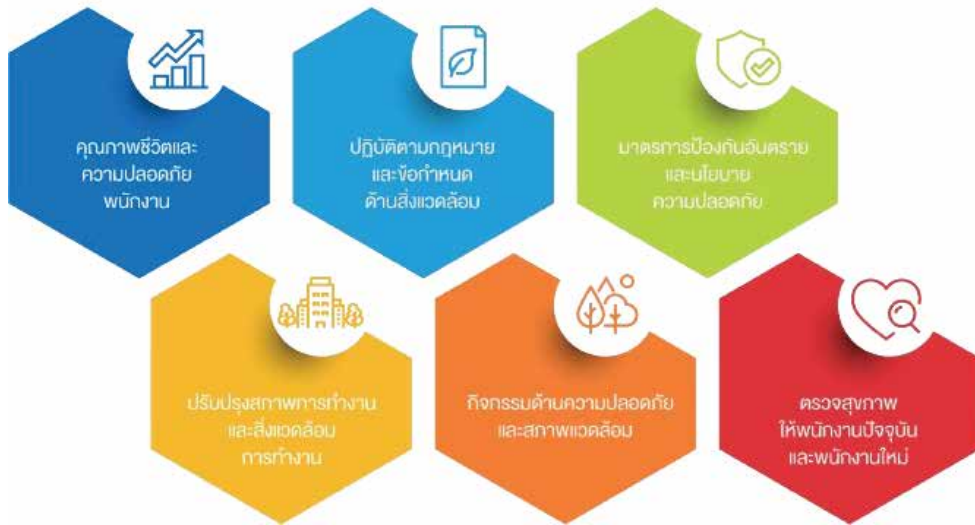 คุณภาพชีวิตและ
ความปลอดภัย
พนักงาน
ปฏิบัติตามกฎหมาย
และข้อกำหนด
ด้านสิ่งแวดล้อม
มาตรการป้องกันอันตราย
และนโยบาย
ความปลอดภัย
ปรับปรุงสภาพการทำงาน
และสิ่งแวดล้อม
การทำงาน
กิจกรรมด้านความปลอดภัย
และสภาพแวดล้อม
ตรวจสุขภาพ
ให้พนักงานปัจจุบัน
และพนักงานใหม่